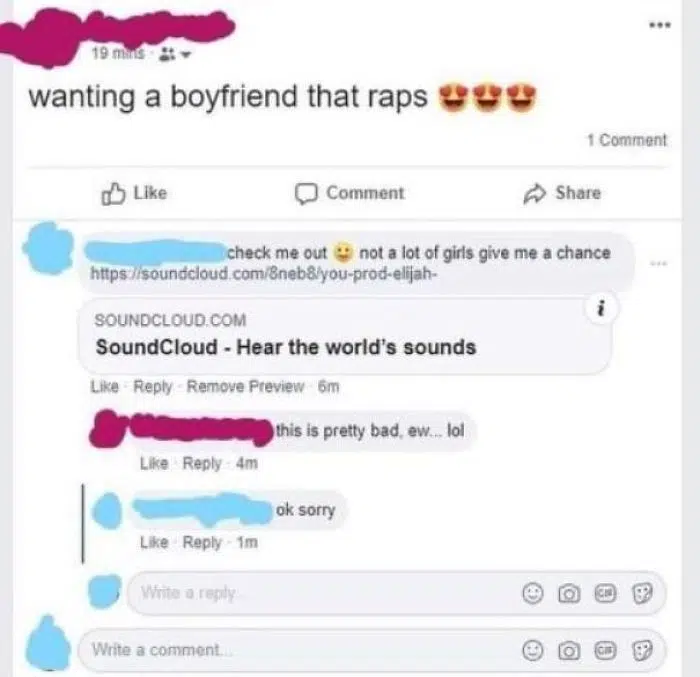 19 mins
wanting a boyfriend that raps 😍😍😍
1 Comment
Like Comment Share
check me out 🙂 not a lot of girls give me a chance
https://soundcloud.com/8neb8/you-prod-elijah-
i
SOUNDCLOUD.COM
SoundCloud - Hear the world's sounds
Like · Reply · Remove Preview · 6m
this is pretty bad, ew... lol
Like · Reply · 4m
ok sorry
Like · Reply · 1m
Write a reply...
GIF
Write a comment...
GIF